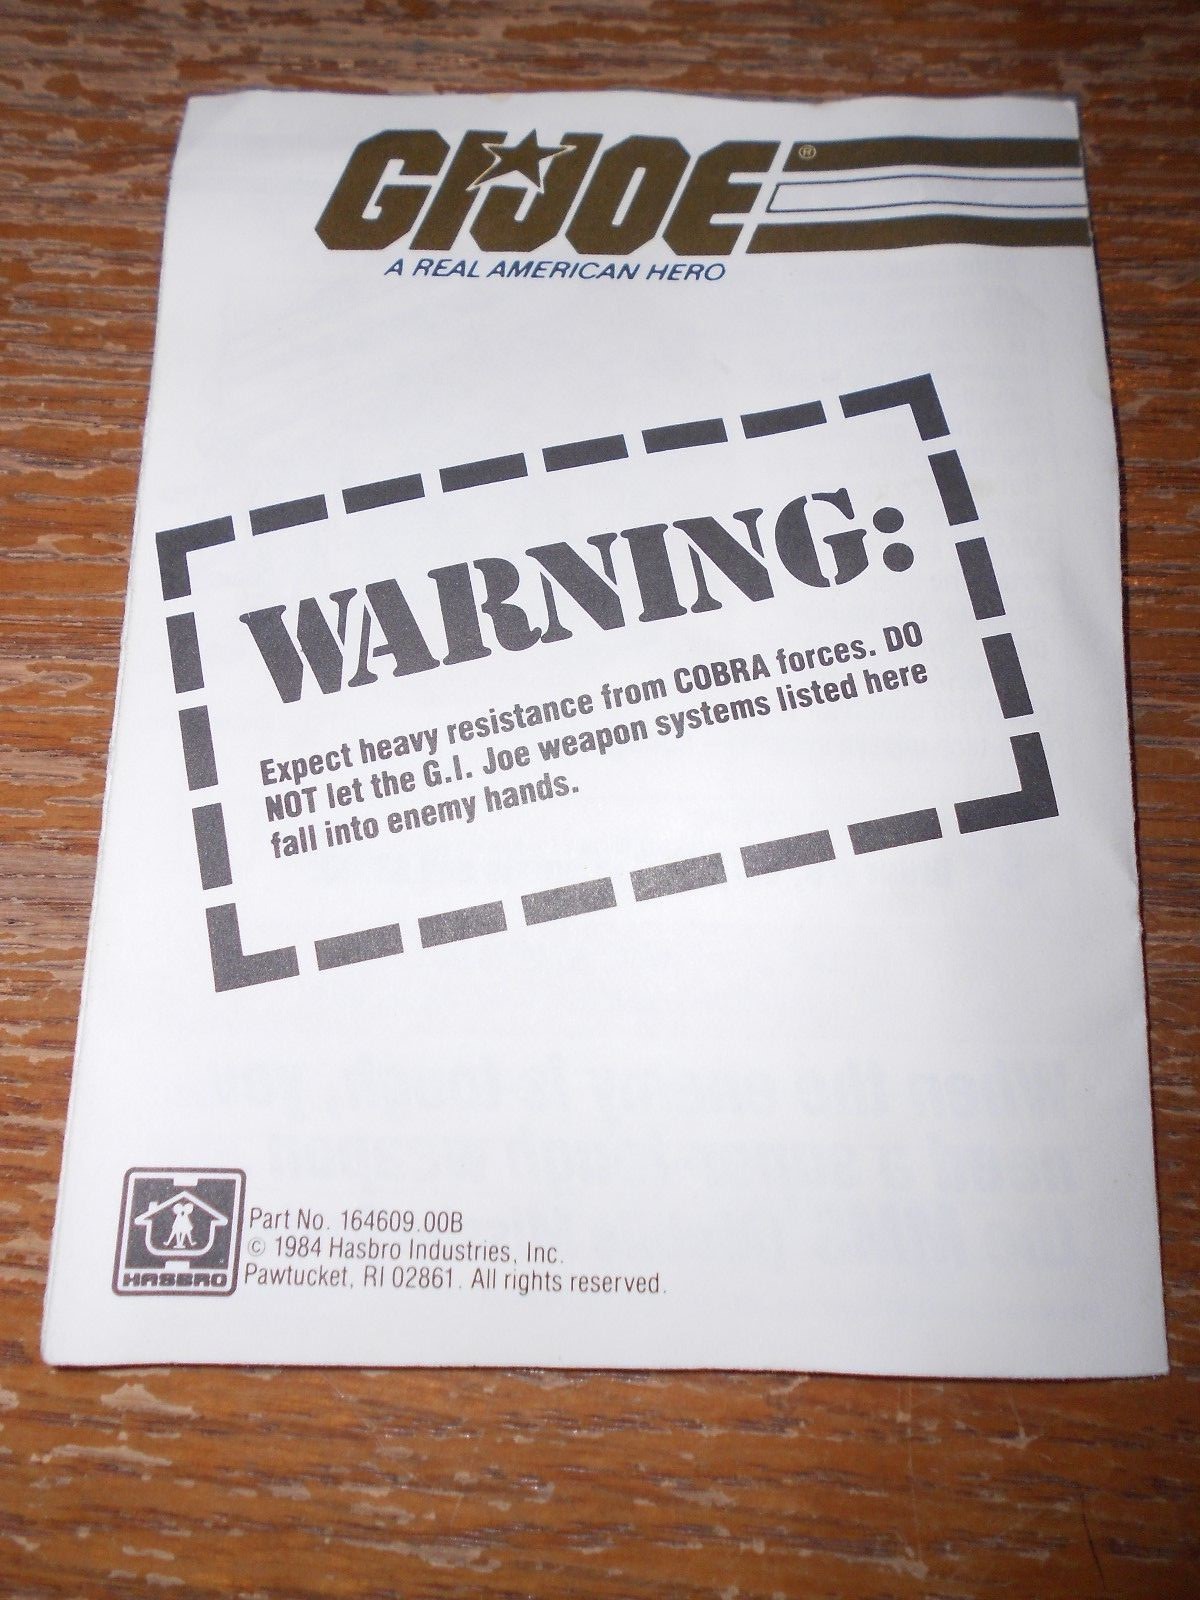 GIJOE®
A REAL AMERICAN HERO
WARNING:
Expect heavy resistance from COBRA forces. DO
NOT let the G.I. Joe weapon systems listed here
fall into enemy hands.
HASBRO
Part No. 164609.00B
© 1984 Hasbro Industries, Inc.
Pawtucket, RI 02861. All rights reserved.